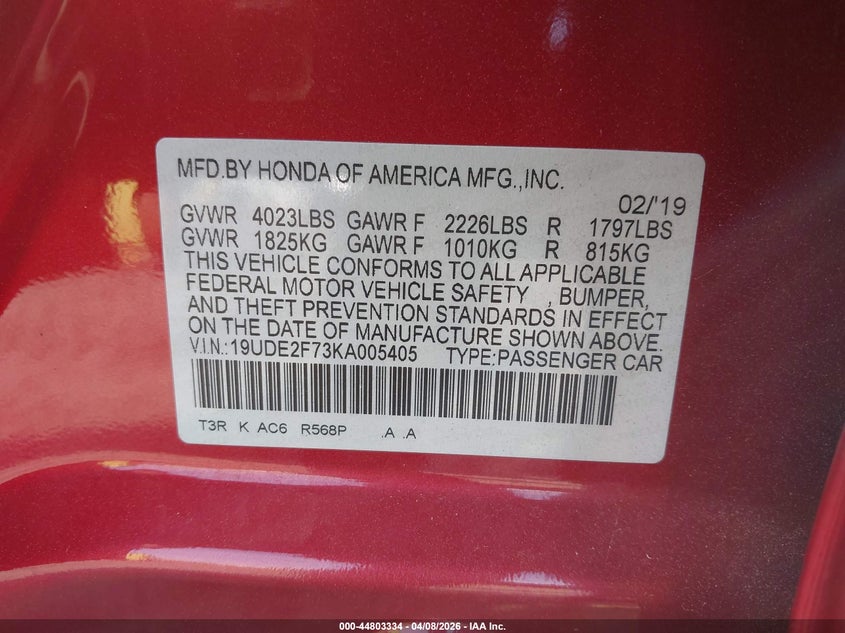 MFD.BY HONDA OF AMERICA MFG.,INC.
02/'19
GVWR 4023LBS GAWR F 2226LBS R 1797LBS
GVWR 1825KG GAWR F 1010KG R 815KG
THIS VEHICLE CONFORMS TO ALL APPLICABLE
FEDERAL MOTOR VEHICLE SAFETY , BUMPER,
AND THEFT PREVENTION STANDARDS IN EFFECT
ON THE DATE OF MANUFACTURE SHOWN ABOVE.
V.I.N.:19UDE2F73KA005405 TYPE:PASSENGER CAR
T3R K AC6 R568P .A .A
000-44803334 - 04/08/2026 - IAA Inc.